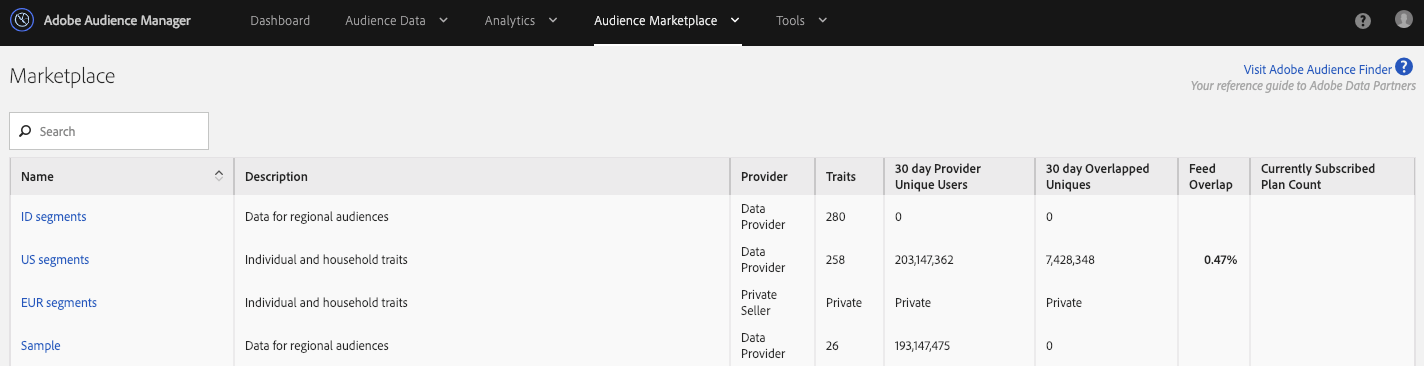 Adobe Audience Manager
Dashboard
Audience Data
Analytics
Audience Marketplace
Tools
?
Marketplace
Visit Adobe Audience Finder ?
Your reference guide to Adobe Data Partners
Search
Name
Description
Provider
Traits
30 day Provider
Unique Users
30 day Overlapped
Uniques
Feed
Overlap
Currently Subscribed
Plan Count
ID segments
Data for regional audiences
Data
Provider
280
0
0
US segments
Individual and household traits
Data
Provider
258
203,147,362
7,428,348
0.47%
EUR segments
Individual and household traits
Private
Seller
Private
Private
Private
Sample
Data for regional audiences
Data
Provider
26
193,147,475
0